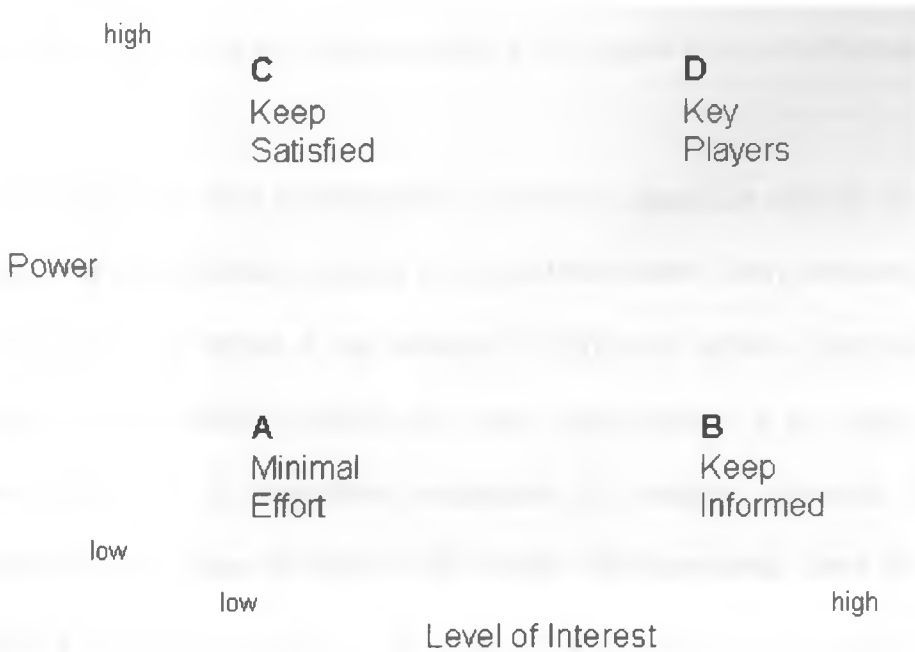 high
C
Keep
Satisfied
D
Key
Players
Power
A
Minimal
Effort
B
Keep
Informed
low
low
high
Level of Interest